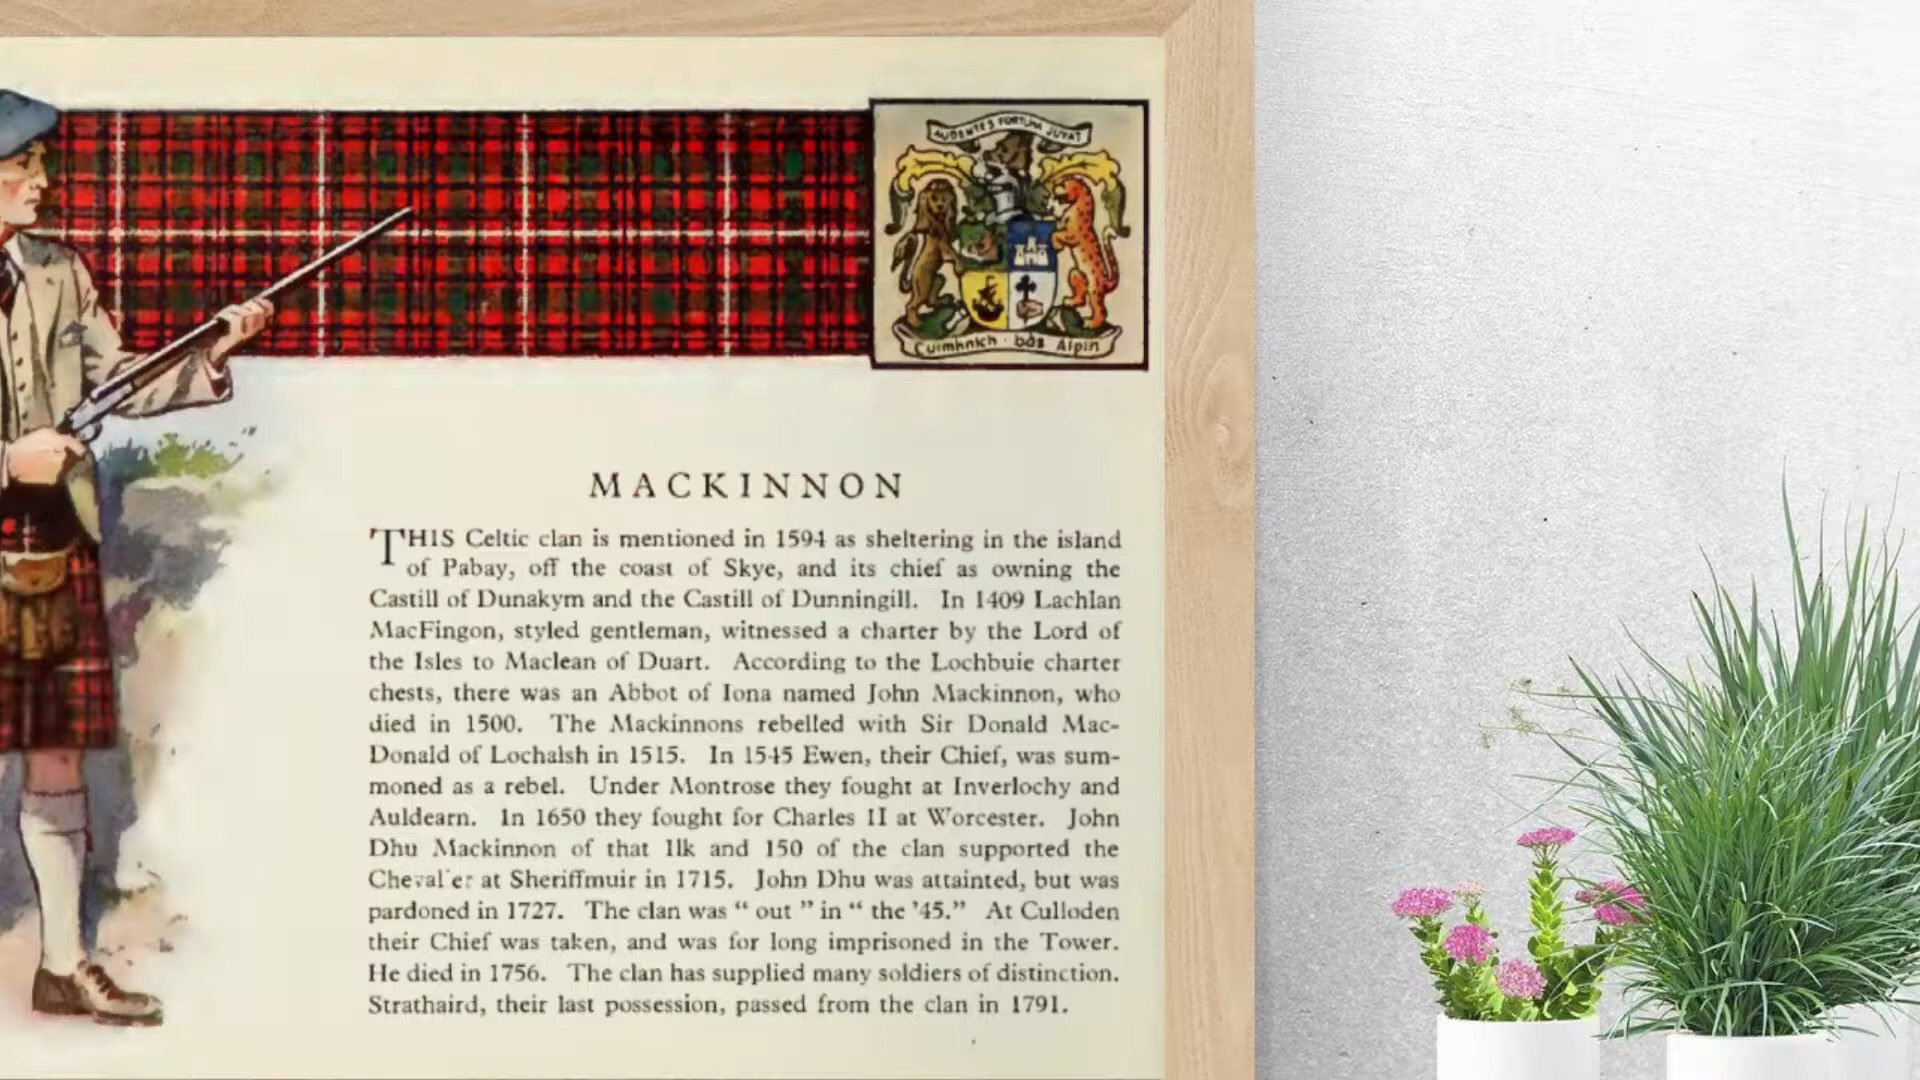 AUDENTES FORTUNA JUVAT
Cuimhnich · bàs Alpin
MACKINNON
THIS Celtic clan is mentioned in 1594 as sheltering in the island
of Pabay, off the coast of Skye, and its chief as owning the
Castill of Dunakym and the Castill of Dunningill. In 1409 Lachlan
MacFingon, styled gentleman, witnessed a charter by the Lord of
the Isles to Maclean of Duart. According to the Lochbuie charter
chests, there was an Abbot of Iona named John Mackinnon, who
died in 1500. The Mackinnons rebelled with Sir Donald Mac-
Donald of Lochalsh in 1515. In 1545 Ewen, their Chief, was sum-
moned as a rebel. Under Montrose they fought at Inverlochy and
Auldearn. In 1650 they fought for Charles II at Worcester. John
Dhu Mackinnon of that Ilk and 150 of the clan supported the
Chevalier at Sheriffmuir in 1715. John Dhu was attainted, but was
pardoned in 1727. The clan was “ out ” in “ the ’45.” At Culloden
their Chief was taken, and was for long imprisoned in the Tower.
He died in 1756. The clan has supplied many soldiers of distinction.
Strathaird, their last possession, passed from the clan in 1791.